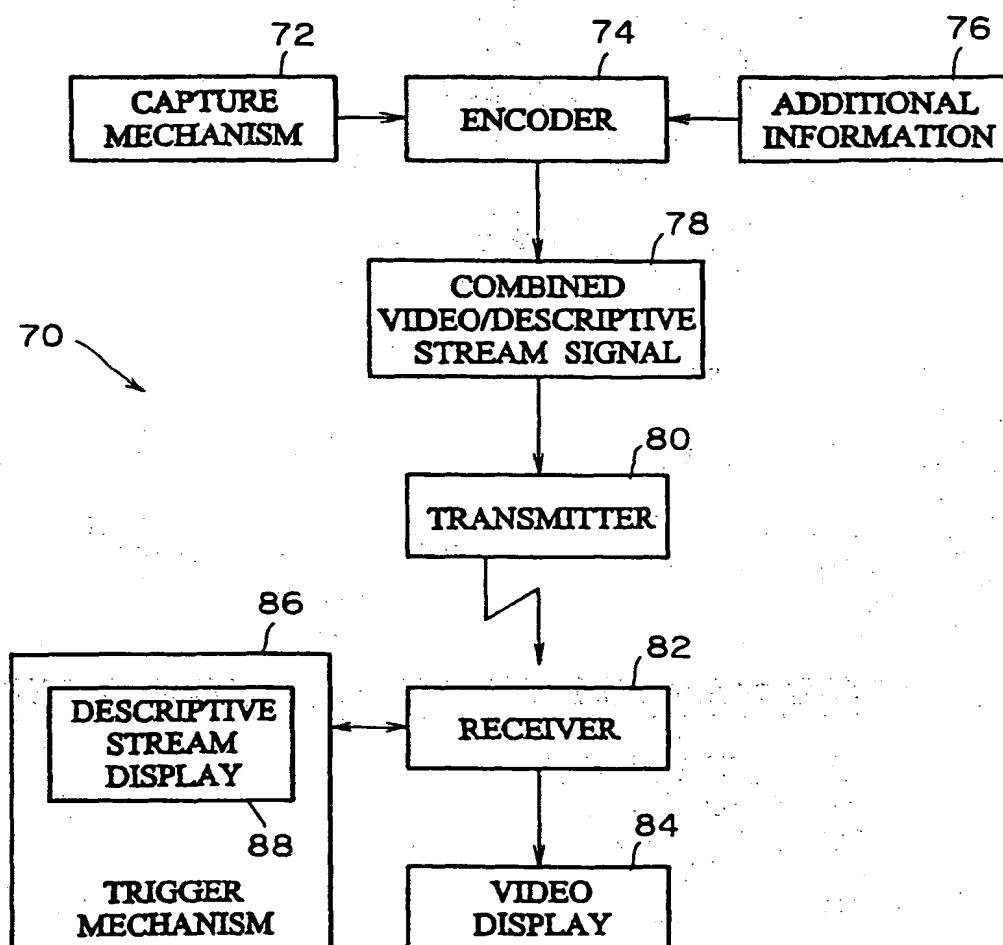 72
74
76
CAPTURE
MECHANISM
ENCODER
ADDITIONAL
INFORMATION
78
COMBINED
VIDEO/DESCRIPTIVE
STREAM SIGNAL
70
80
TRANSMITTER
86
82
DESCRIPTIVE
STREAM
DISPLAY
RECEIVER
88
84
TRIGGER
MECHANISM
VIDEO
DISPLAY